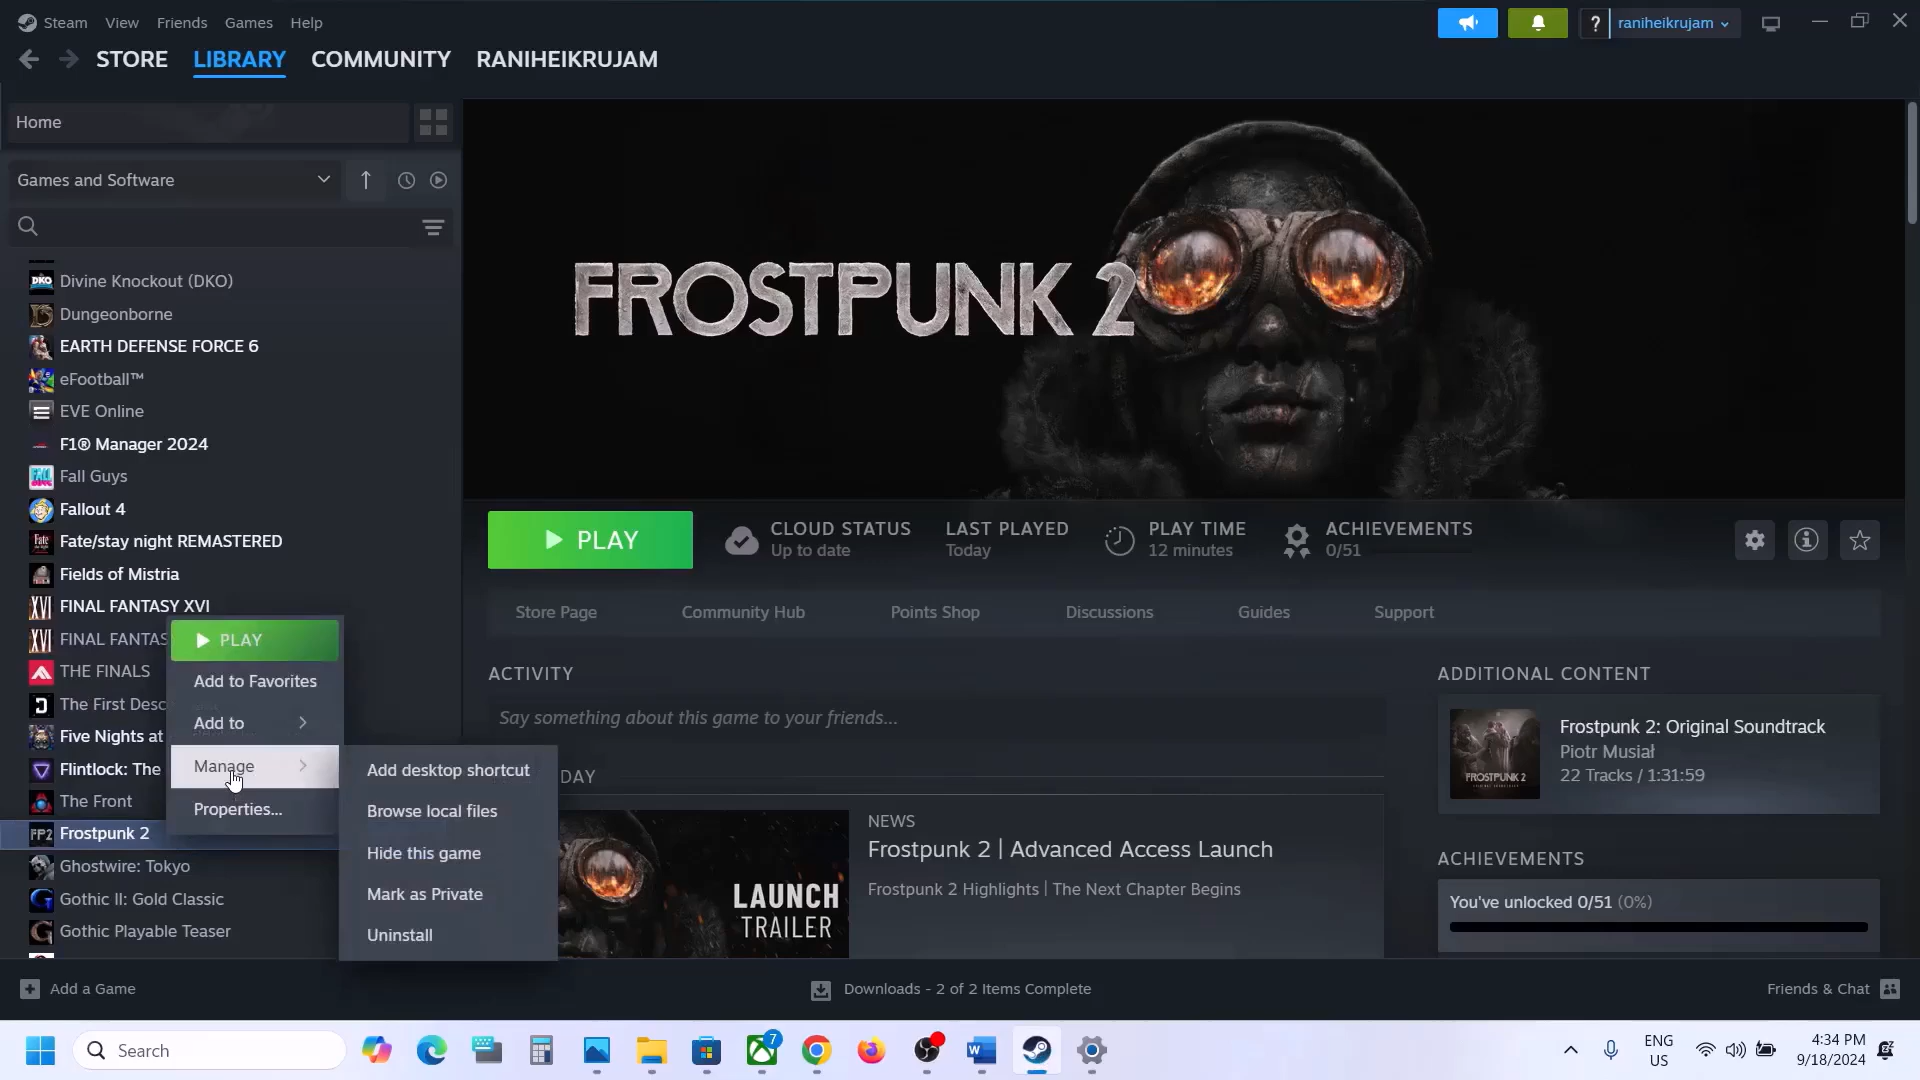 Steam View Friends Games Help
? raniheikrujam
STORE LIBRARY COMMUNITY RANIHEIKRUJAM
Home
Games and Software
DKO Divine Knockout (DKO)
Dungeonborne
EARTH DEFENSE FORCE 6
eFootball™
EVE Online
F1® Manager 2024
Fall Guys
Fallout 4
Fate/stay night REMASTERED
Fields of Mistria
XVI FINAL FANTASY XVI
XVI FINAL FANTAS
THE FINALS
The First Desc
Five Nights at
Flintlock: The
The Front
FP2 Frostpunk 2
Ghostwire: Tokyo
Gothic II: Gold Classic
Gothic Playable Teaser
PLAY
Add to Favorites
Add to
Manage
Properties...
Add desktop shortcut
Browse local files
Hide this game
Mark as Private
Uninstall
FROSTPUNK 2
PLAY
CLOUD STATUS
Up to date
LAST PLAYED
Today
PLAY TIME
12 minutes
ACHIEVEMENTS
0/51
Store Page Community Hub Points Shop Discussions Guides Support
ACTIVITY
Say something about this game to your friends...
DAY
LAUNCH
TRAILER
NEWS
Frostpunk 2 | Advanced Access Launch
Frostpunk 2 Highlights | The Next Chapter Begins
ADDITIONAL CONTENT
FROSTPUNK 2
Frostpunk 2: Original Soundtrack
Piotr Musiał
22 Tracks / 1:31:59
ACHIEVEMENTS
You've unlocked 0/51 (0%)
Add a Game
Downloads - 2 of 2 Items Complete
Friends & Chat
Search
7
ENG
US
4:34 PM
9/18/2024